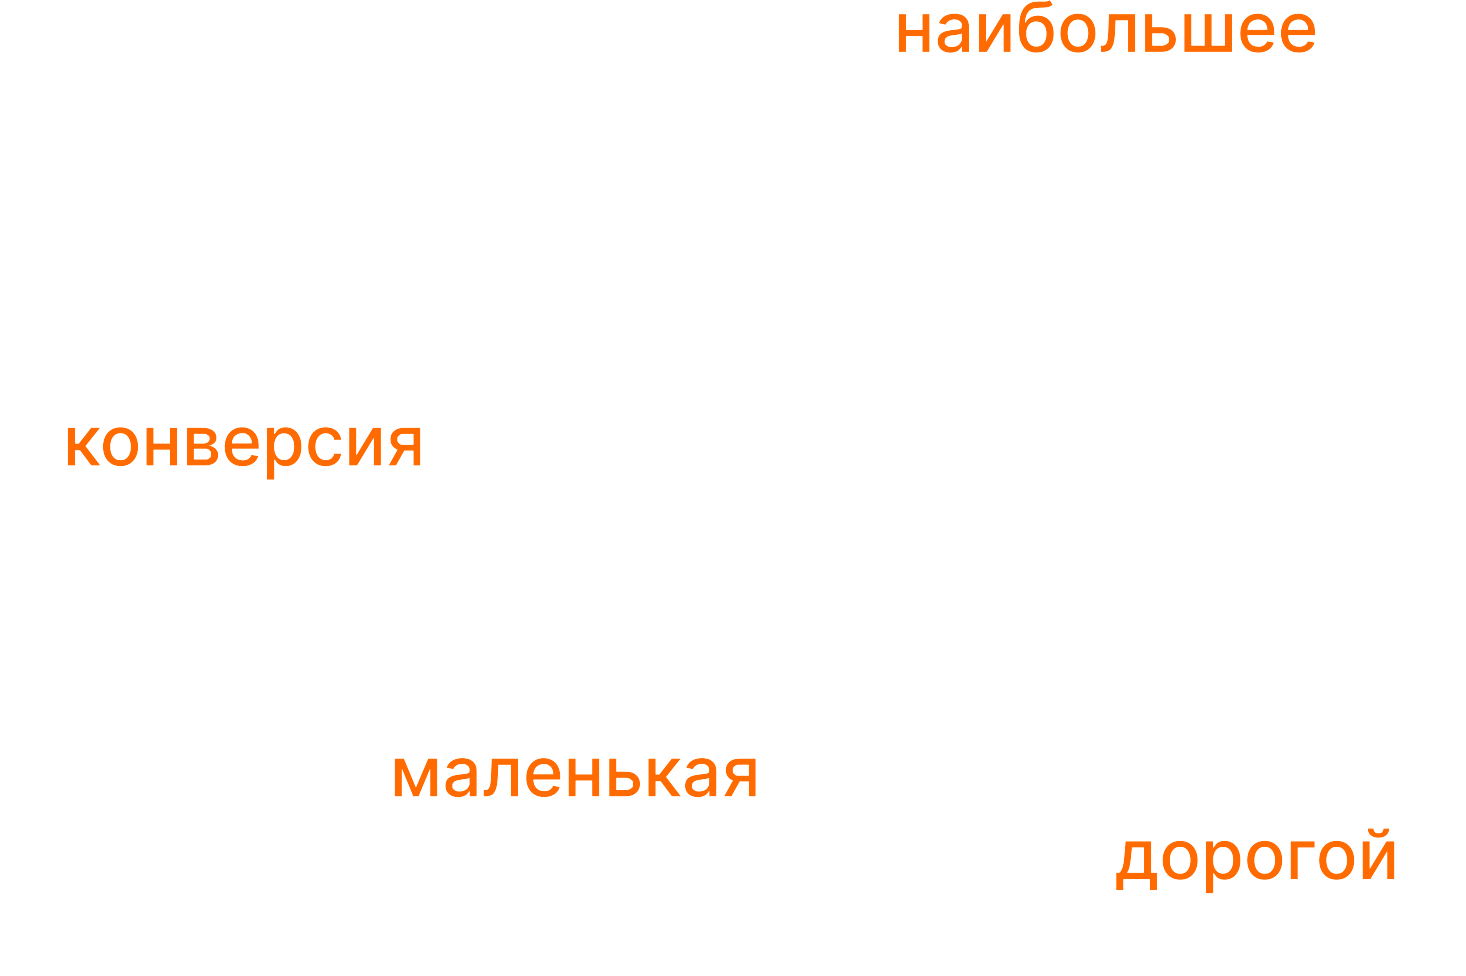 наибольшее
конверсия
маленькая
дорогой